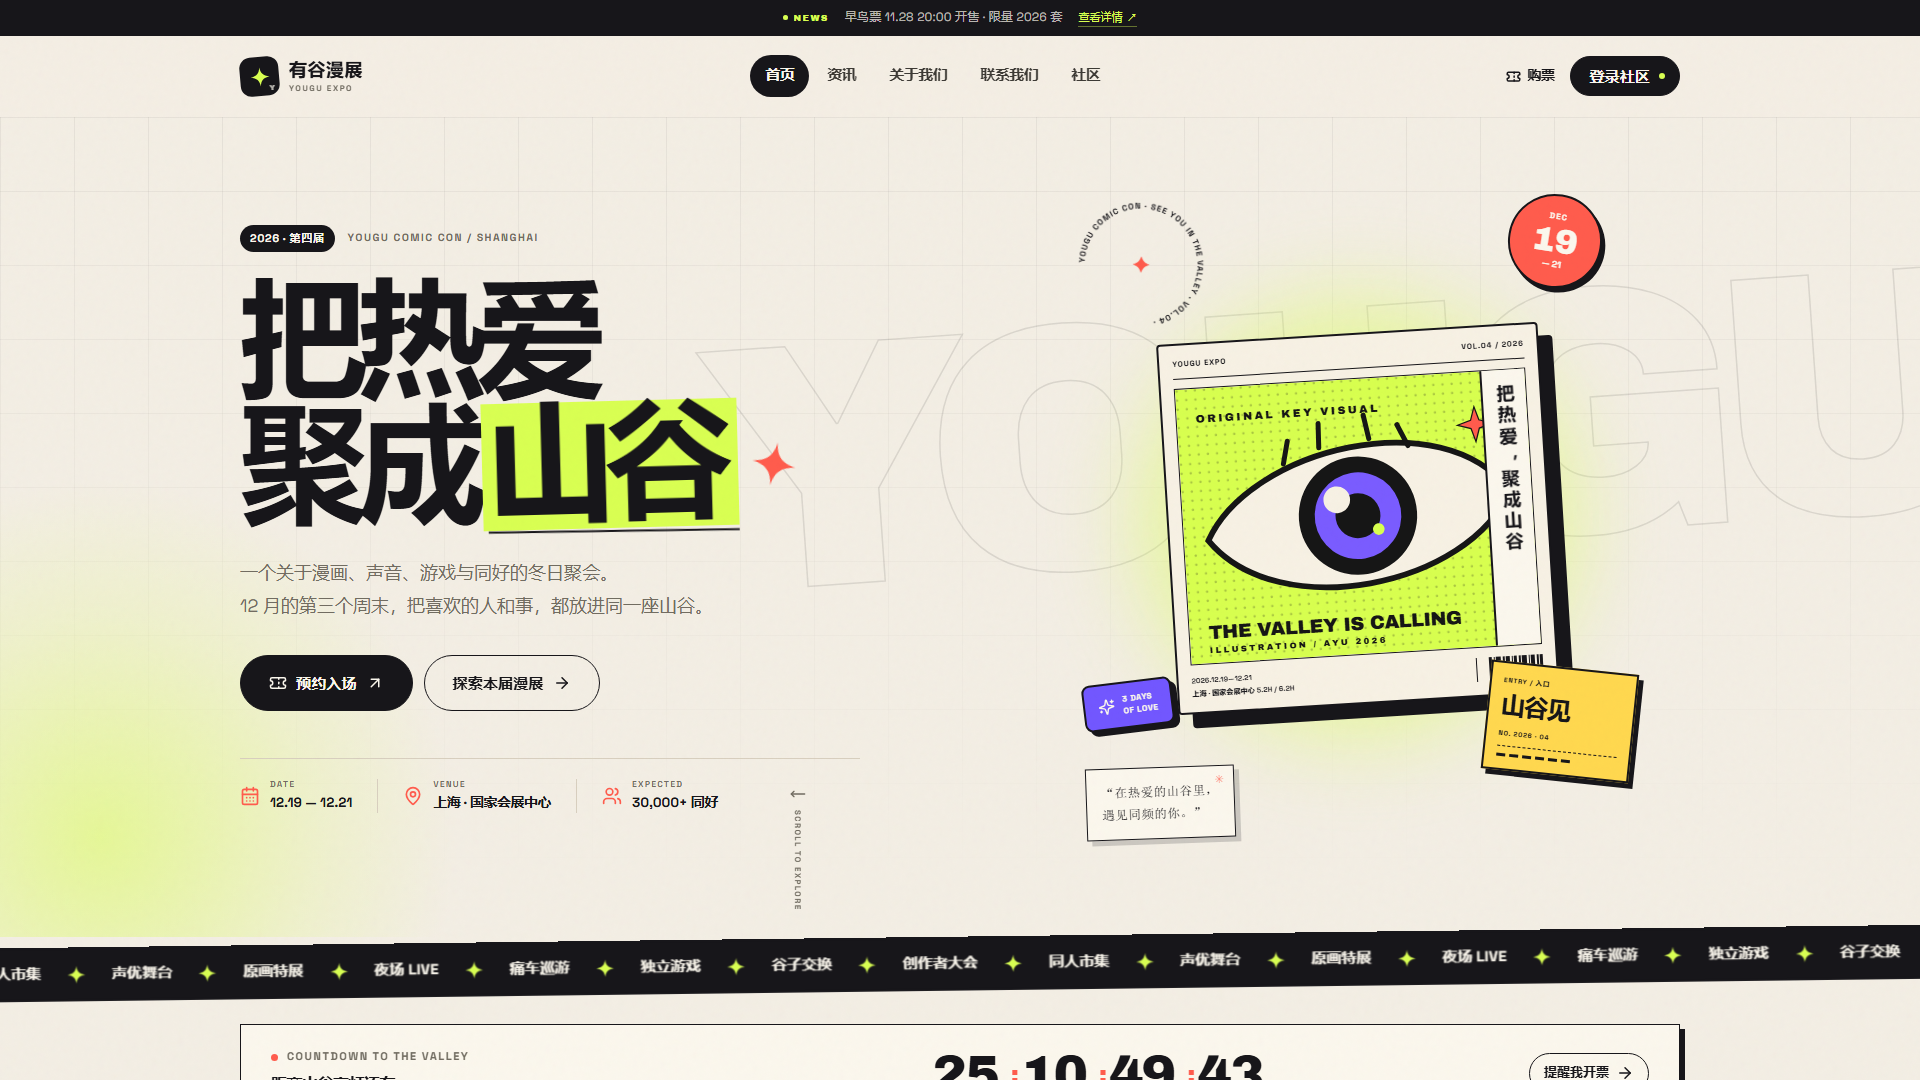 NEWS 早鸟票 11.28 20:00 开售 · 限量 2026 套 查看详情 ↗
有谷漫展
YOUGU EXPO
首页 资讯 关于我们 联系我们 社区
购票 登录社区
2026 · 第四届 YOUGU COMIC CON / SHANGHAI
把热爱
聚成山谷
一个关于漫画、声音、游戏与同好的冬日聚会。
12 月的第三个周末，把喜欢的人和事，都放进同一座山谷。
预约入场 ↗ 探索本届漫展 →
DATE
12.19 — 12.21
VENUE
上海 · 国家会展中心
EXPECTED
30,000+ 同好
SCROLL TO EXPLORE
YOUGU COMIC CON · SEE YOU IN THE VALLEY · VOL.04 ·
DEC
19
— 21
YOUGU
YOUGU EXPO VOL.04 / 2026
ORIGINAL KEY VISUAL
把热爱，聚成山谷
THE VALLEY IS CALLING
ILLUSTRATION / AYU 2026
2026.12.19—12.21
上海 · 国家会展中心 5.2H / 6.2H
3 DAYS
OF LOVE
ENTRY / 入口
山谷见
NO. 2026 · 04
“在热爱的山谷里，
遇见同频的你。”
人市集 声优舞台 原画特展 夜场 LIVE 痛车巡游 独立游戏 谷子交换 创作者大会 同人市集 声优舞台 原画特展 夜场 LIVE 痛车巡游 独立游戏 谷子交换
COUNTDOWN TO THE VALLEY
25:10:49:43
提醒我开票 →